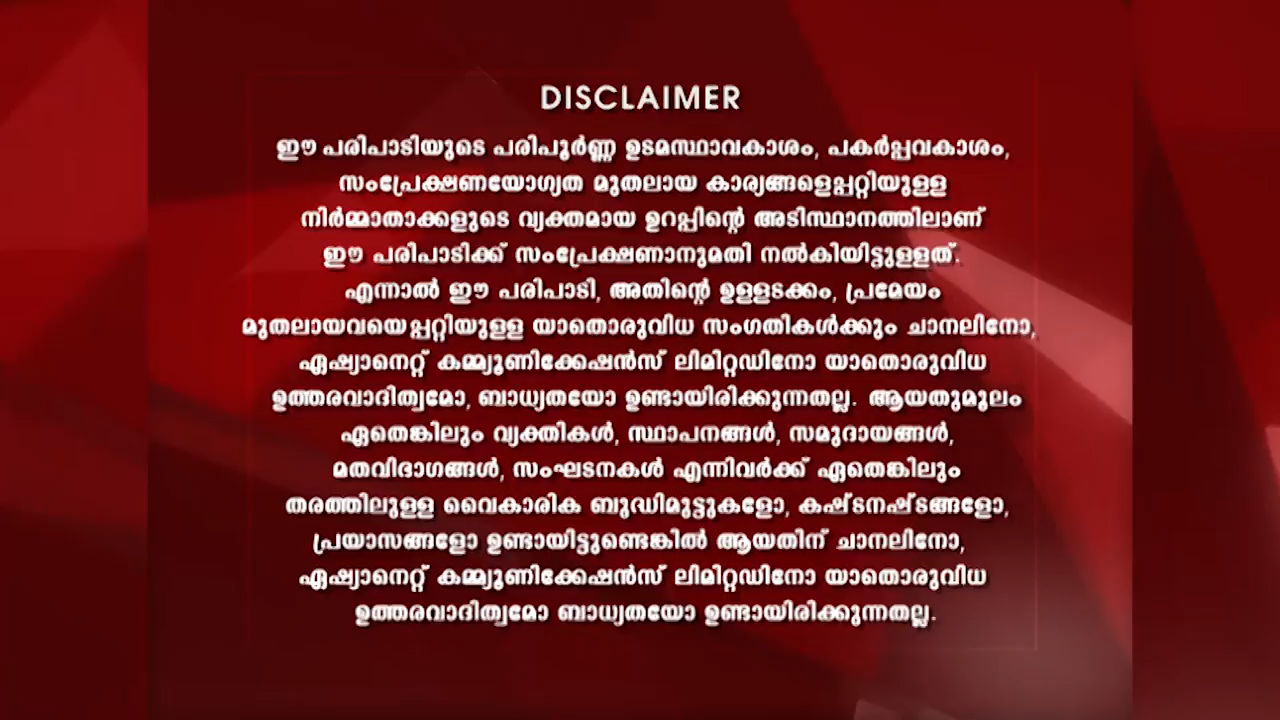 DISCLAIMER
ഈ പരിപാടിയുടെ പരിപൂർണ്ണ ഉടമസ്ഥാവകാശം, പകർപ്പവകാശം,
സംപ്രേക്ഷണയോഗ്യത മുതലായ കാര്യങ്ങളെപ്പറ്റിയുള്ള
നിർമ്മാതാക്കളുടെ വ്യക്തമായ ഉറപ്പിന്റെ അടിസ്ഥാനത്തിലാണ്
ഈ പരിപാടിക്ക് സംപ്രേക്ഷണാനുമതി നൽകിയിട്ടുള്ളത്.
എന്നാൽ ഈ പരിപാടി, അതിന്റെ ഉള്ളടക്കം, പ്രമേയം
മുതലായവയെപ്പറ്റിയുള്ള യാതൊരുവിധ സംഗതികൾക്കും ചാനലിനോ,
ഏഷ്യാനെറ്റ് കമ്മ്യൂണിക്കേഷൻസ് ലിമിറ്റഡിനോ യാതൊരുവിധ
ഉത്തരവാദിത്വമോ, ബാധ്യതയോ ഉണ്ടായിരിക്കുന്നതല്ല. ആയതുമൂലം
ഏതെങ്കിലും വ്യക്തികൾ, സ്ഥാപനങ്ങൾ, സമുദായങ്ങൾ,
മതവിഭാഗങ്ങൾ, സംഘടനകൾ എന്നിവർക്ക് ഏതെങ്കിലും
തരത്തിലുള്ള വൈകാരിക ബുദ്ധിമുട്ടുകളോ, കഷ്ടനഷ്ടങ്ങളോ,
പ്രയാസങ്ങളോ ഉണ്ടായിട്ടുണ്ടെങ്കിൽ ആയതിന് ചാനലിനോ,
ഏഷ്യാനെറ്റ് കമ്മ്യൂണിക്കേഷൻസ് ലിമിറ്റഡിനോ യാതൊരുവിധ
ഉത്തരവാദിത്വമോ ബാധ്യതയോ ഉണ്ടായിരിക്കുന്നതല്ല.